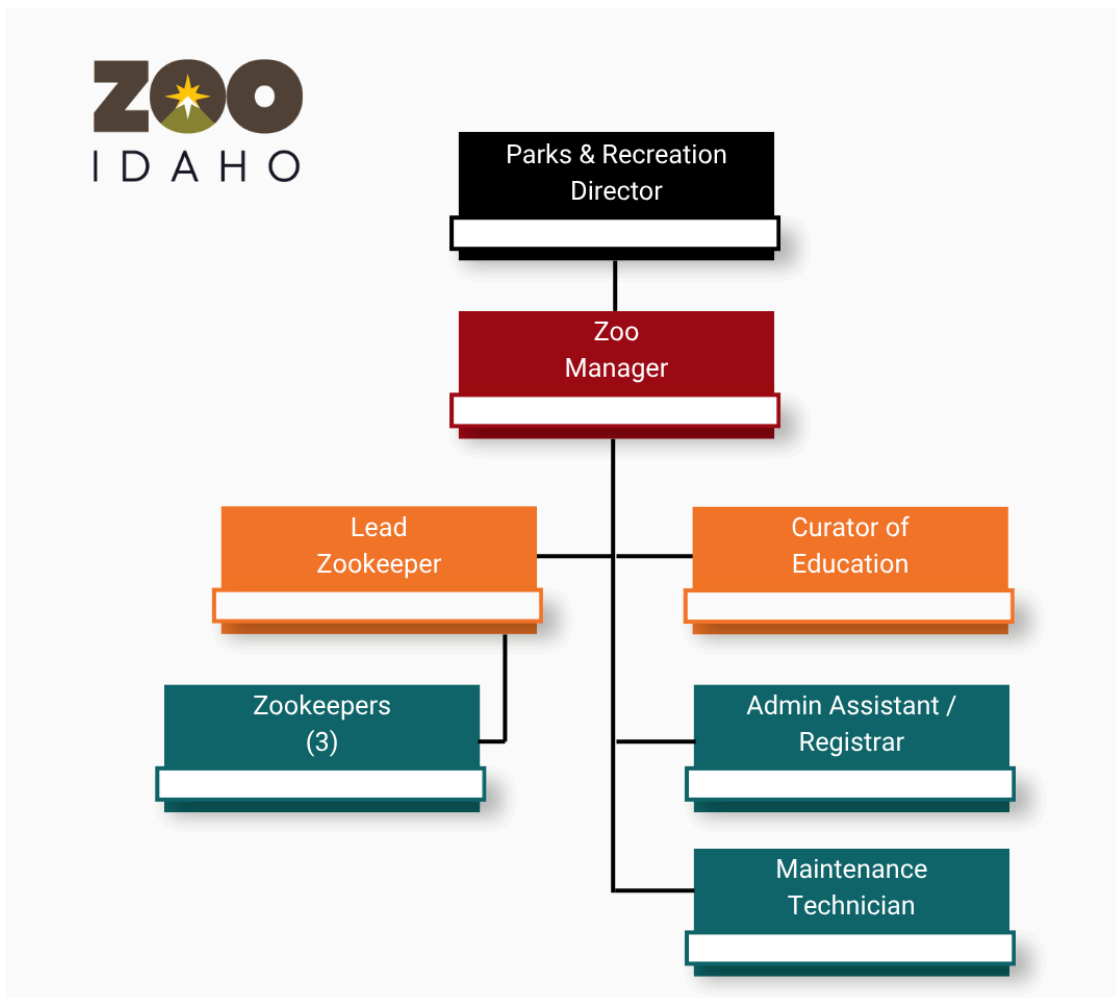 ZOO
IDAHO
Parks & Recreation
Director
Zoo
Manager
Lead
Zookeeper
Curator of
Education
Zookeepers
(3)
Admin Assistant /
Registrar
Maintenance
Technician